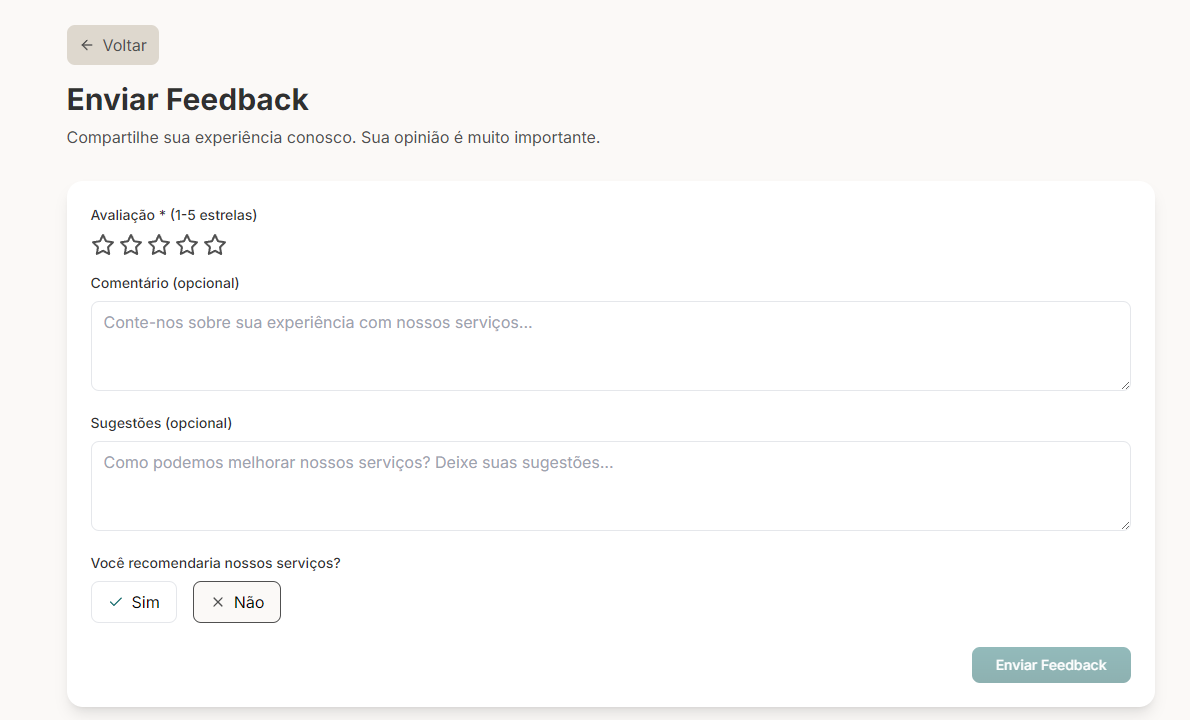 Voltar
Enviar Feedback
Compartilhe sua experiência conosco. Sua opinião é muito importante.
Avaliação * (1-5 estrelas)
Comentário (opcional)
Conte-nos sobre sua experiência com nossos serviços...
Sugestões (opcional)
Como podemos melhorar nossos serviços? Deixe suas sugestões...
Você recomendaria nossos serviços?
Sim Não
Enviar Feedback